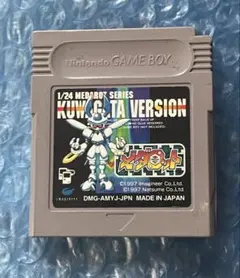 Nintendo GAME BOY
1/24 MEDAROT SERIES
KUWAGATA VERSION
メダロット
imagineer
©1997 Imagineer Co.,Ltd.
©1997 Natsume Co.,Ltd.
DMG-AMYJ-JPN MADE IN JAPAN